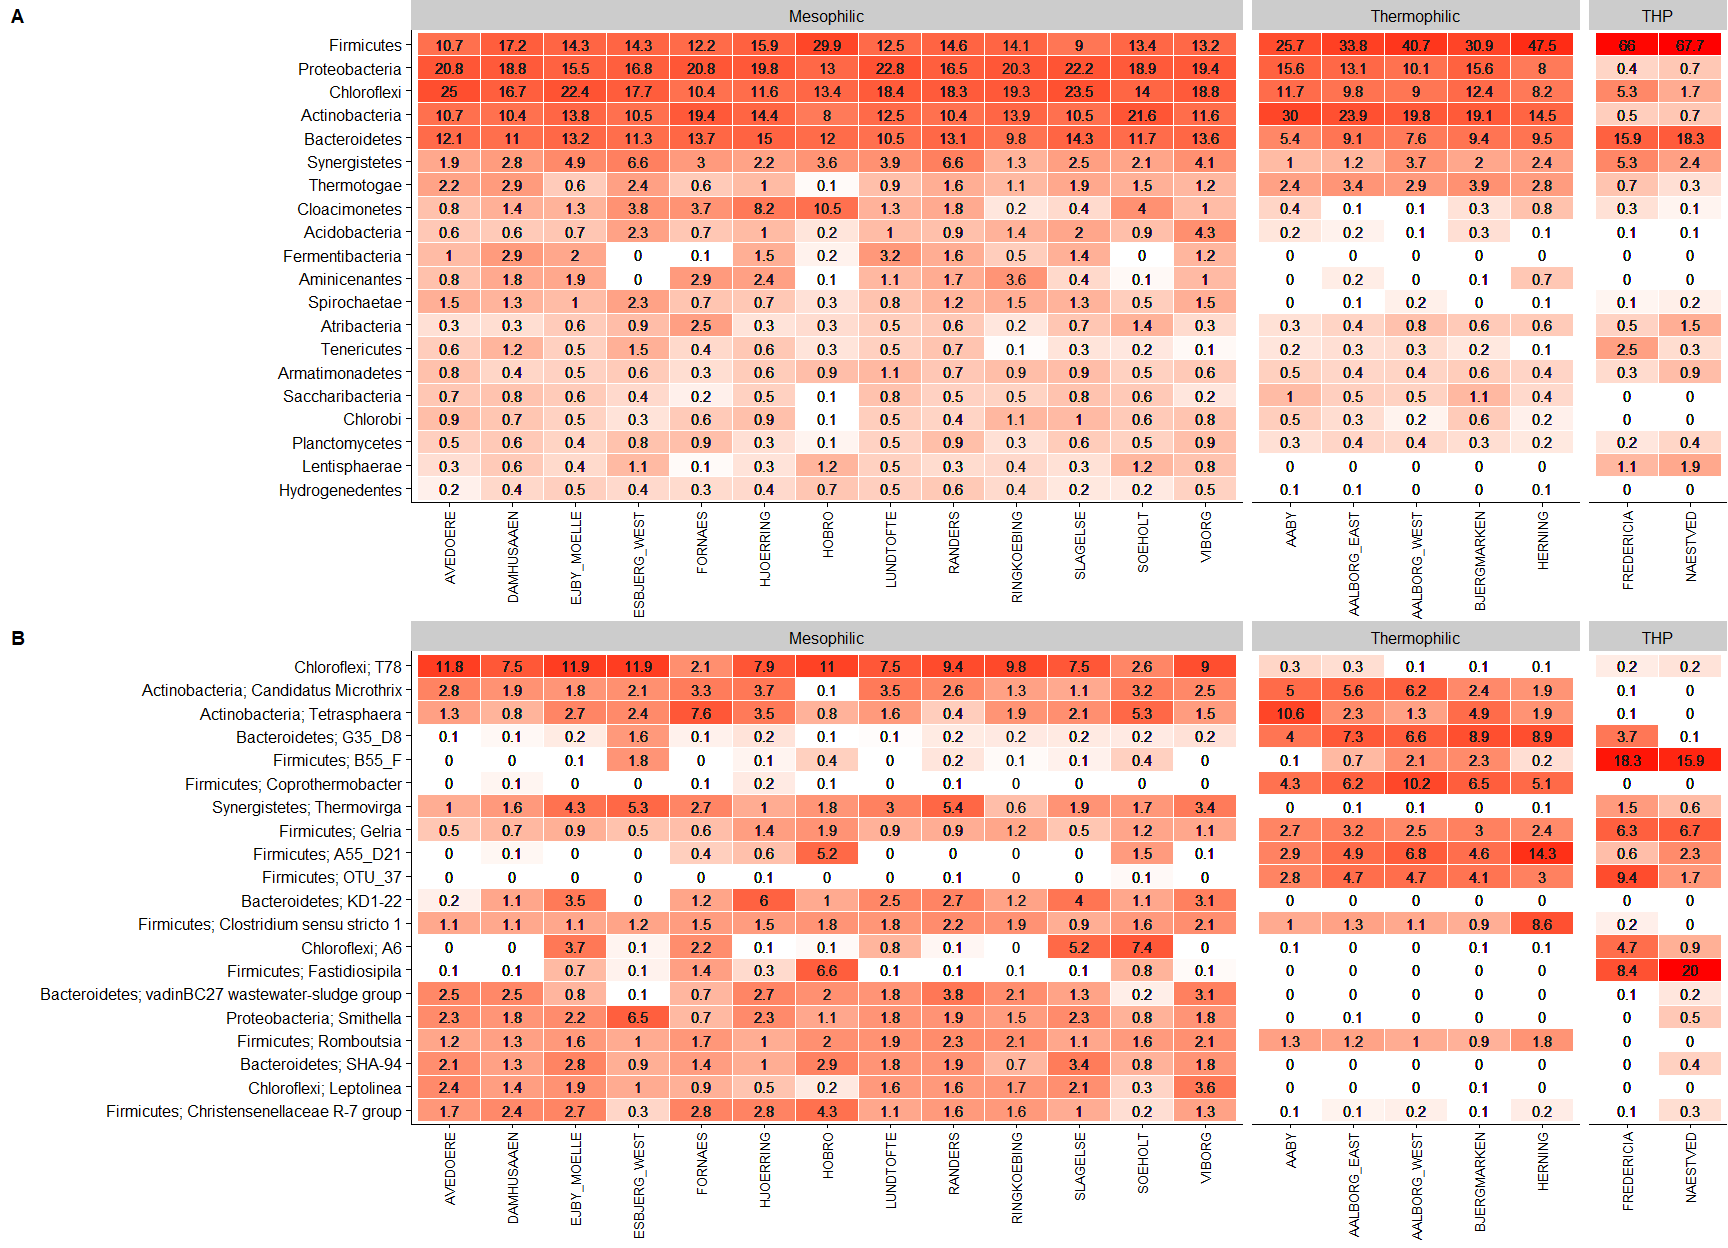 A
Mesophilic Thermophilic THP
Firmicutes 10.7 17.2 14.3 14.3 12.2 15.9 29.9 12.5 14.6 14.1 9 13.4 13.2 25.7 33.8 40.7 30.9 47.5 66 67.7
Proteobacteria 20.8 18.8 15.5 16.8 20.8 19.8 13 22.8 16.5 20.3 22.2 18.9 19.4 15.6 13.1 10.1 15.6 8 0.4 0.7
Chloroflexi 25 16.7 22.4 17.7 10.4 11.6 13.4 18.4 18.3 19.3 23.5 14 18.8 11.7 9.8 9 12.4 8.2 5.3 1.7
Actinobacteria 10.7 10.4 13.8 10.5 19.4 14.4 8 12.5 10.4 13.9 10.5 21.6 11.6 30 23.9 19.8 19.1 14.5 0.5 0.7
Bacteroidetes 12.1 11 13.2 11.3 13.7 15 12 10.5 13.1 9.8 14.3 11.7 13.6 5.4 9.1 7.6 9.4 9.5 15.9 18.3
Synergistetes 1.9 2.8 4.9 6.6 3 2.2 3.6 3.9 6.6 1.3 2.5 2.1 4.1 1 1.2 3.7 2 2.4 5.3 2.4
Thermotogae 2.2 2.9 0.6 2.4 0.6 1 0.1 0.9 1.6 1.1 1.9 1.5 1.2 2.4 3.4 2.9 3.9 2.8 0.7 0.3
Cloacimonetes 0.8 1.4 1.3 3.8 3.7 8.2 10.5 1.3 1.8 0.2 0.4 4 1 0.4 0.1 0.1 0.3 0.8 0.3 0.1
Acidobacteria 0.6 0.6 0.7 2.3 0.7 1 0.2 1 0.9 1.4 2 0.9 4.3 0.2 0.2 0.1 0.3 0.1 0.1 0.1
Fermentibacteria 1 2.9 2 0 0.1 1.5 0.2 3.2 1.6 0.5 1.4 0 1.2 0 0 0 0 0 0 0
Aminicenantes 0.8 1.8 1.9 0 2.9 2.4 0.1 1.1 1.7 3.6 0.4 0.1 1 0 0.2 0 0.1 0.7 0 0
Spirochaetae 1.5 1.3 1 2.3 0.7 0.7 0.3 0.8 1.2 1.5 1.3 0.5 1.5 0 0.1 0.2 0 0.1 0.1 0.2
Atribacteria 0.3 0.3 0.6 0.9 2.5 0.3 0.3 0.5 0.6 0.2 0.7 1.4 0.3 0.3 0.4 0.8 0.6 0.6 0.5 1.5
Tenericutes 0.6 1.2 0.5 1.5 0.4 0.6 0.3 0.5 0.7 0.1 0.3 0.2 0.1 0.2 0.3 0.3 0.2 0.1 2.5 0.3
Armatimonadetes 0.8 0.4 0.5 0.6 0.3 0.6 0.9 1.1 0.7 0.9 0.9 0.5 0.6 0.5 0.4 0.4 0.6 0.4 0.3 0.9
Saccharibacteria 0.7 0.8 0.6 0.4 0.2 0.5 0.1 0.8 0.5 0.5 0.8 0.6 0.2 1 0.5 0.5 1.1 0.4 0 0
Chlorobi 0.9 0.7 0.5 0.3 0.6 0.9 0.1 0.5 0.4 1.1 1 0.6 0.8 0.5 0.3 0.2 0.6 0.2 0 0
Planctomycetes 0.5 0.6 0.4 0.8 0.9 0.3 0.1 0.5 0.9 0.3 0.6 0.5 0.9 0.3 0.4 0.4 0.3 0.2 0.2 0.4
Lentisphaerae 0.3 0.6 0.4 1.1 0.1 0.3 1.2 0.5 0.3 0.4 0.3 1.2 0.8 0 0 0 0 0 1.1 1.9
Hydrogenedentes 0.2 0.4 0.5 0.4 0.3 0.4 0.7 0.5 0.6 0.4 0.2 0.2 0.5 0.1 0.1 0 0 0.1 0 0
AVEDOERE DAMHUSAAEN EJBY_MOELLE ESBJERG_WEST FORNAES HJOERRING HOBRO LUNDTOFTE RANDERS RINGKOEBING SLAGELSE SOEHOLT VIBORG AABY AALBORG_EAST AALBORG_WEST BJERGMARKEN HERNING FREDERICIA NAESTVED
B
Mesophilic Thermophilic THP
Chloroflexi; T78 11.8 7.5 11.9 11.9 2.1 7.9 11 7.5 9.4 9.8 7.5 2.6 9 0.3 0.3 0.1 0.1 0.1 0.2 0.2
Actinobacteria; Candidatus Microthrix 2.8 1.9 1.8 2.1 3.3 3.7 0.1 3.5 2.6 1.3 1.1 3.2 2.5 5 5.6 6.2 2.4 1.9 0.1 0
Actinobacteria; Tetrasphaera 1.3 0.8 2.7 2.4 7.6 3.5 0.8 1.6 0.4 1.9 2.1 5.3 1.5 10.6 2.3 1.3 4.9 1.9 0.1 0
Bacteroidetes; G35_D8 0.1 0.1 0.2 1.6 0.1 0.2 0.1 0.1 0.2 0.2 0.2 0.2 0.2 4 7.3 6.6 8.9 8.9 3.7 0.1
Firmicutes; B55_F 0 0 0.1 1.8 0 0.1 0.4 0 0.2 0.1 0.1 0.4 0 0.1 0.7 2.1 2.3 0.2 18.3 15.9
Firmicutes; Coprothermobacter 0 0.1 0 0 0.1 0.2 0.1 0 0.1 0 0 0 0 4.3 6.2 10.2 6.5 5.1 0 0
Synergistetes; Thermovirga 1 1.6 4.3 5.3 2.7 1 1.8 3 5.4 0.6 1.9 1.7 3.4 0 0.1 0.1 0 0.1 1.5 0.6
Firmicutes; Gelria 0.5 0.7 0.9 0.5 0.6 1.4 1.9 0.9 0.9 1.2 0.5 1.2 1.1 2.7 3.2 2.5 3 2.4 6.3 6.7
Firmicutes; A55_D21 0 0.1 0 0 0.4 0.6 5.2 0 0 0 0 1.5 0.1 2.9 4.9 6.8 4.6 14.3 0.6 2.3
Firmicutes; OTU_37 0 0 0 0 0 0.1 0 0 0.1 0 0 0.1 0 2.8 4.7 4.7 4.1 3 9.4 1.7
Bacteroidetes; KD1-22 0.2 1.1 3.5 0 1.2 6 1 2.5 2.7 1.2 4 1.1 3.1 0 0 0 0 0 0 0
Firmicutes; Clostridium sensu stricto 1 1.1 1.1 1.1 1.2 1.5 1.5 1.8 1.8 2.2 1.9 0.9 1.6 2.1 1 1.3 1.1 0.9 8.6 0.2 0
Chloroflexi; A6 0 0 3.7 0.1 2.2 0.1 0.1 0.8 0.1 0 5.2 7.4 0 0.1 0 0 0.1 0.1 4.7 0.9
Firmicutes; Fastidiosipila 0.1 0.1 0.7 0.1 1.4 0.3 6.6 0.1 0.1 0.1 0.1 0.8 0.1 0 0 0 0 0 8.4 20
Bacteroidetes; vadinBC27 wastewater-sludge group 2.5 2.5 0.8 0.1 0.7 2.7 2 1.8 3.8 2.1 1.3 0.2 3.1 0 0 0 0 0 0.1 0.2
Proteobacteria; Smithella 2.3 1.8 2.2 6.5 0.7 2.3 1.1 1.8 1.9 1.5 2.3 0.8 1.8 0 0.1 0 0 0 0 0.5
Firmicutes; Romboutsia 1.2 1.3 1.6 1 1.7 1 2 1.9 2.3 2.1 1.1 1.6 2.1 1.3 1.2 1 0.9 1.8 0 0
Bacteroidetes; SHA-94 2.1 1.3 2.8 0.9 1.4 1 2.9 1.8 1.9 0.7 3.4 0.8 1.8 0 0 0 0 0 0 0.4
Chloroflexi; Leptolinea 2.4 1.4 1.9 1 0.9 0.5 0.2 1.6 1.6 1.7 2.1 0.3 3.6 0 0 0 0.1 0 0 0
Firmicutes; Christensenellaceae R-7 group 1.7 2.4 2.7 0.3 2.8 2.8 4.3 1.1 1.6 1.6 1 0.2 1.3 0.1 0.1 0.2 0.1 0.2 0.1 0.3
AVEDOERE DAMHUSAAEN EJBY_MOELLE ESBJERG_WEST FORNAES HJOERRING HOBRO LUNDTOFTE RANDERS RINGKOEBING SLAGELSE SOEHOLT VIBORG AABY AALBORG_EAST AALBORG_WEST BJERGMARKEN HERNING FREDERICIA NAESTVED